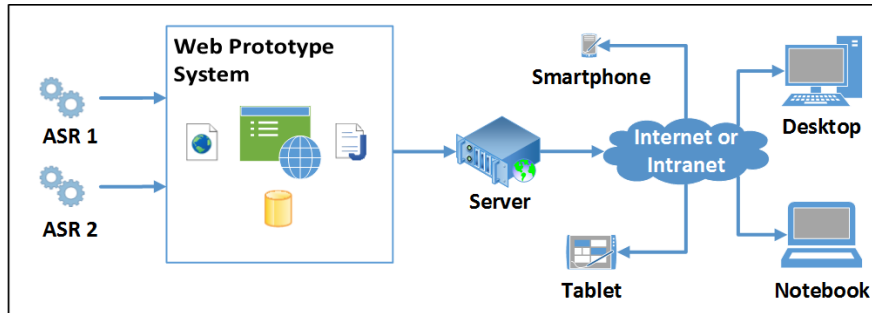 Web Prototype
System
ASR 1
ASR 2
Server
Smartphone
Internet or
Intranet
Desktop
Tablet
Notebook